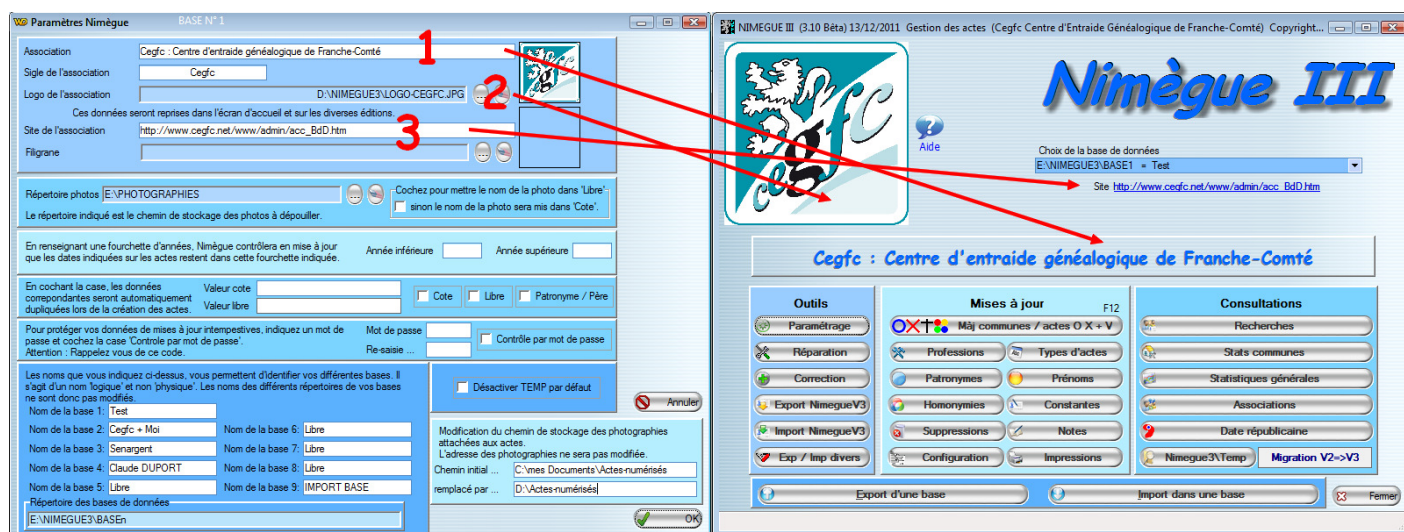 Paramètres Nimègue BASE N° 1
Association Cegfc : Centre d'entraide généalogique de Franche-Comté
1
Sigle de l'association Cegfc
Logo de l'association D:\NIMEGUE3\LOGO-CEGFC.JPG ...
2
Ces données seront reprises dans l'écran d'accueil et sur les diverses éditions.
Site de l'association http://www.cegfc.net/www/admin/acc_BdD.htm
3
Filigrane ...
cegfc
Répertoire photos E:\PHOTOGRAPHIES ...
Le répertoire indiqué est le chemin de stockage des photos à dépouiller.
Cochez pour mettre le nom de la photo dans 'Libre'
sinon le nom de la photo sera mis dans 'Cote'.
En renseignant une fourchette d'années, Nimègue contrôlera en mise à jour
que les dates indiquées sur les actes restent dans cette fourchette indiquée.
Année inférieure Année supérieure
En cochant la case, les données
correpondantes seront automatiquement
dupliquées lors de la création des actes.
Valeur cote
Valeur libre
Cote Libre Patronyme / Père
Pour protéger vos données de mises à jour intempestives, indiquez un mot de
passe et cochez la case 'Controle par mot de passe'.
Attention : Rappelez vous de ce code.
Mot de passe
Re-saisie ...
Contrôle par mot de passe
Les noms que vous indiquez ci-dessus, vous permettent d'identifier vos différentes bases. Il
s'agit d'un nom 'logique' et non 'physique'. Les noms des différents répertoires de vos bases
ne sont donc pas modifiés.
Nom de la base 1: Test
Nom de la base 2: Cegfc + Moi Nom de la base 6: Libre
Nom de la base 3: Senargent Nom de la base 7: Libre
Nom de la base 4: Claude DUPORT Nom de la base 8: Libre
Nom de la base 5: Libre Nom de la base 9: IMPORT BASE
Répertoire des bases de données
E:\NIMEGUE3\BASEn
Désactiver TEMP par défaut
Annuler
Modification du chemin de stockage des photographies
attachées aux actes.
L'adresse des photographies ne sera pas modifiée.
Chemin initial ... C:\mes Documents\Actes-numérisés
remplacé par ... D:\Actes-numérisés
OK
NIMEGUE III (3.10 Béta) 13/12/2011 Gestion des actes (Cegfc Centre d'Entraide Généalogique de Franche-Comté) Copyright...
cegfc
Nimègue III
Aide
Choix de la base de données
E:\NIMEGUE3\BASE1 = Test
Site http://www.cegfc.net/www/admin/acc_BdD.htm
Cegfc : Centre d'entraide généalogique de Franche-Comté
Outils
Paramétrage
Réparation
Correction
Export NimegueV3
Import NimegueV3
Exp / Imp divers
Mises à jour F12
Màj communes / actes O X + V
Professions Types d'actes
Patronymes Prénoms
Homonymies Constantes
Suppressions Notes
Configuration Impressions
Consultations
Recherches
Stats communes
Statistiques générales
Associations
Date républicaine
Nimegue3\Temp Migration V2=>V3
Export d'une base Import dans une base Fermer